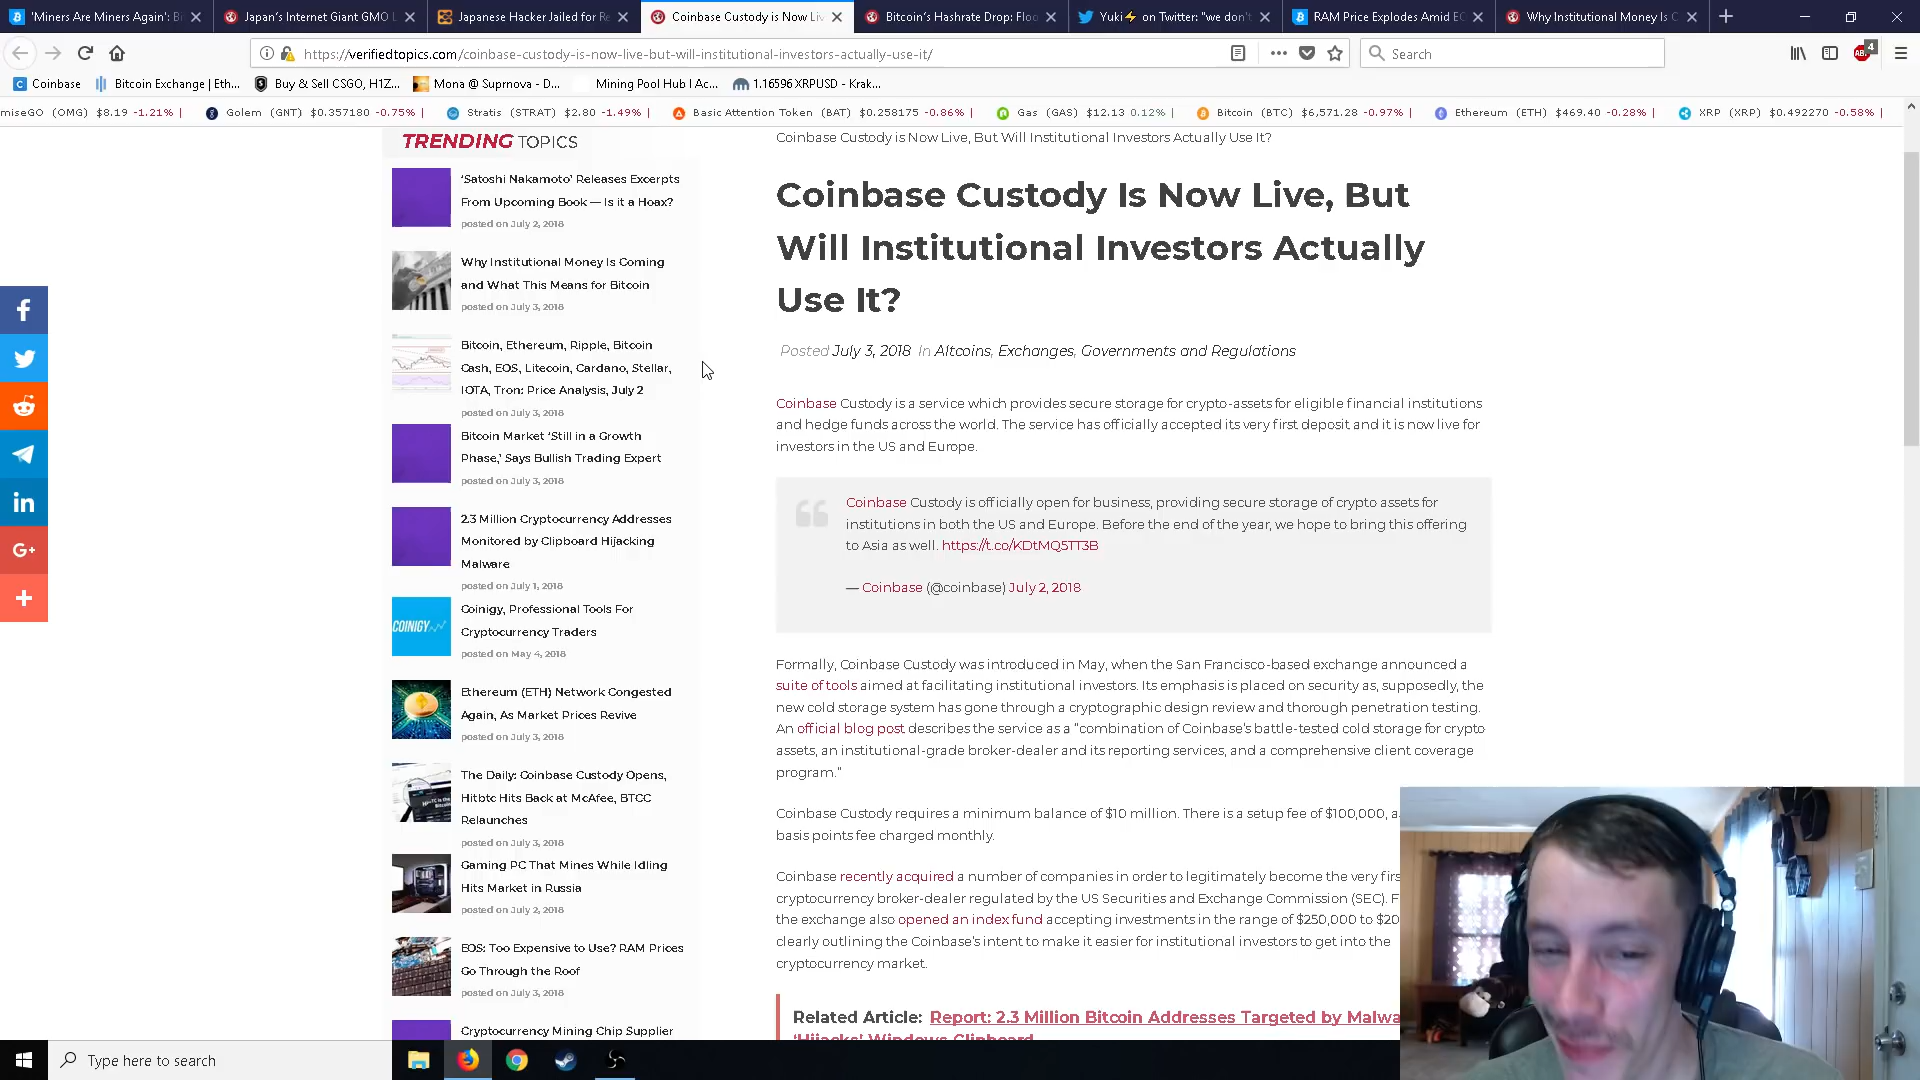 'Miners Are Miners Again': Bi
Japan's Internet Giant GMO L
Japanese Hacker Jailed for Re
Coinbase Custody is Now Liv
Bitcoin's Hashrate Drop: Floo
Yuki⚡ on Twitter: "we don't
RAM Price Explodes Amid EO
Why Institutional Money Is C
https://verifiedtopics.com/coinbase-custody-is-now-live-but-will-institutional-investors-actually-use-it/
Search
4
Coinbase
Bitcoin Exchange | Eth...
Buy & Sell CSGO, H1Z...
Mona @ Suprnova - D...
Mining Pool Hub | Ac...
1.16596 XRPUSD - Krak...
miseGO (OMG) $8.19 -1.21% |
Golem (GNT) $0.357180 -0.75% |
Stratis (STRAT) $2.80 -1.49% |
Basic Attention Token (BAT) $0.258175 -0.86% |
Gas (GAS) $12.13 0.12% |
Bitcoin (BTC) $6,571.28 -0.97% |
Ethereum (ETH) $469.40 -0.28% |
XRP (XRP) $0.492270 -0.58% |
TRENDING TOPICS
'Satoshi Nakamoto' Releases Excerpts
From Upcoming Book — Is it a Hoax?
posted on July 2, 2018
Why Institutional Money Is Coming
and What This Means for Bitcoin
posted on July 3, 2018
Bitcoin, Ethereum, Ripple, Bitcoin
Cash, EOS, Litecoin, Cardano, Stellar,
IOTA, Tron: Price Analysis, July 2
posted on July 3, 2018
Bitcoin Market 'Still in a Growth
Phase,' Says Bullish Trading Expert
posted on July 3, 2018
2.3 Million Cryptocurrency Addresses
Monitored by Clipboard Hijacking
Malware
posted on July 1, 2018
COINIGY
Coinigy, Professional Tools For
Cryptocurrency Traders
posted on May 4, 2018
Ethereum (ETH) Network Congested
Again, As Market Prices Revive
posted on July 3, 2018
The Daily: Coinbase Custody Opens,
Hitbtc Hits Back at McAfee, BTCC
Relaunches
posted on July 3, 2018
Gaming PC That Mines While Idling
Hits Market in Russia
posted on July 2, 2018
EOS: Too Expensive to Use? RAM Prices
Go Through the Roof
posted on July 3, 2018
Cryptocurrency Mining Chip Supplier
Coinbase Custody is Now Live, But Will Institutional Investors Actually Use It?
Coinbase Custody Is Now Live, But
Will Institutional Investors Actually
Use It?
Posted July 3, 2018 In Altcoins, Exchanges, Governments and Regulations
Coinbase Custody is a service which provides secure storage for crypto-assets for eligible financial institutions
and hedge funds across the world. The service has officially accepted its very first deposit and it is now live for
investors in the US and Europe.
Coinbase Custody is officially open for business, providing secure storage of crypto assets for
institutions in both the US and Europe. Before the end of the year, we hope to bring this offering
to Asia as well. https://t.co/KDtMQ5TT3B
— Coinbase (@coinbase) July 2, 2018
Formally, Coinbase Custody was introduced in May, when the San Francisco-based exchange announced a
suite of tools aimed at facilitating institutional investors. Its emphasis is placed on security as, supposedly, the
new cold storage system has gone through a cryptographic design review and thorough penetration testing.
An official blog post describes the service as a "combination of Coinbase's battle-tested cold storage for crypto
assets, an institutional-grade broker-dealer and its reporting services, and a comprehensive client coverage
program."
Coinbase Custody requires a minimum balance of $10 million. There is a setup fee of $100,000, a
basis points fee charged monthly.
Coinbase recently acquired a number of companies in order to legitimately become the very firs
cryptocurrency broker-dealer regulated by the US Securities and Exchange Commission (SEC). F
the exchange also opened an index fund accepting investments in the range of $250,000 to $20
clearly outlining the Coinbase's intent to make it easier for institutional investors to get into the
cryptocurrency market.
Related Article: Report: 2.3 Million Bitcoin Addresses Targeted by Malwa
'Hijacks' Windows Clipboard
Type here to search